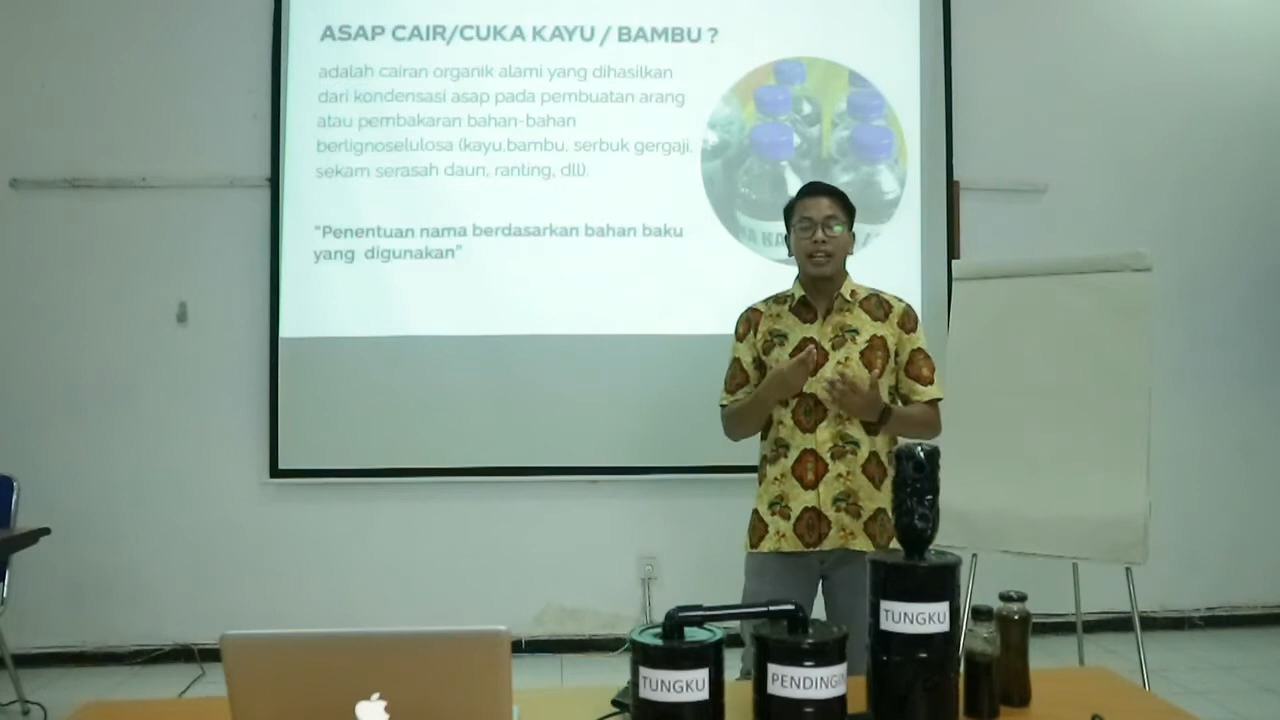 ASAP CAIR/CUKA KAYU / BAMBU ?
adalah cairan organik alami yang dihasilkan
dari kondensasi asap pada pembuatan arang
atau pembakaran bahan-bahan
berlignoselulosa (kayu,bambu, serbuk gergaji,
sekam serasah daun, ranting, dll).
"Penentuan nama berdasarkan bahan baku
yang digunakan"
TUNGKU
TUNGKU
PENDINGIN